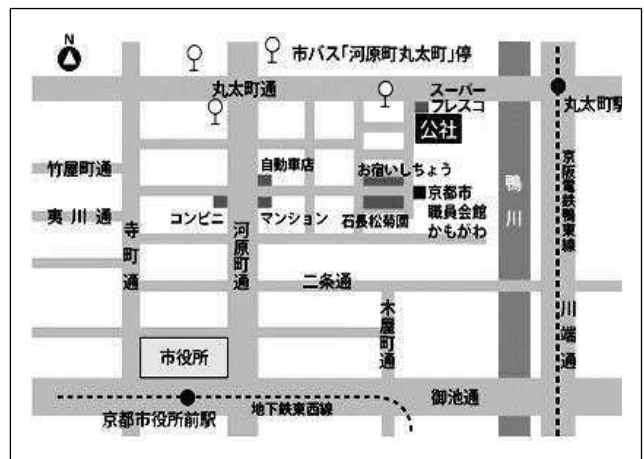 N
市バス「河原町丸太町」停
丸太町通
スーパー
フレスコ
丸太町駅
公社
自動車店
お宿いしちょう
竹屋町通
京都市
職員会館
かもがわ
鴨川
京阪電鉄鴨東線
夷川通
コンビニ
マンション
石長松菊園
寺町通
河原町通
二条通
木屋町通
川端通
市役所
御池通
地下鉄東西線
京都市役所前駅